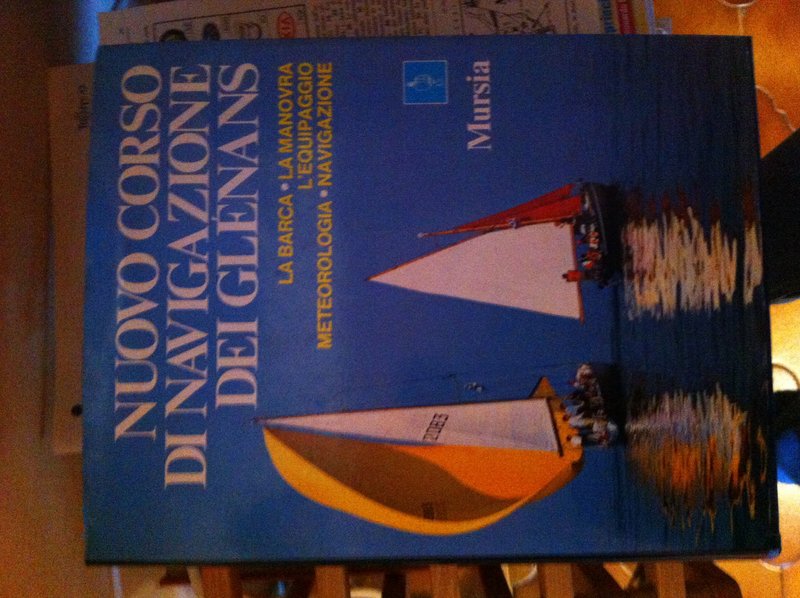 NUOVO CORSO
DI NAVIGAZIONE
DEI GLÉNANS
LA BARCA • LA MANOVRA
L'EQUIPAGGIO
METEOROLOGIA • NAVIGAZIONE
Mursia